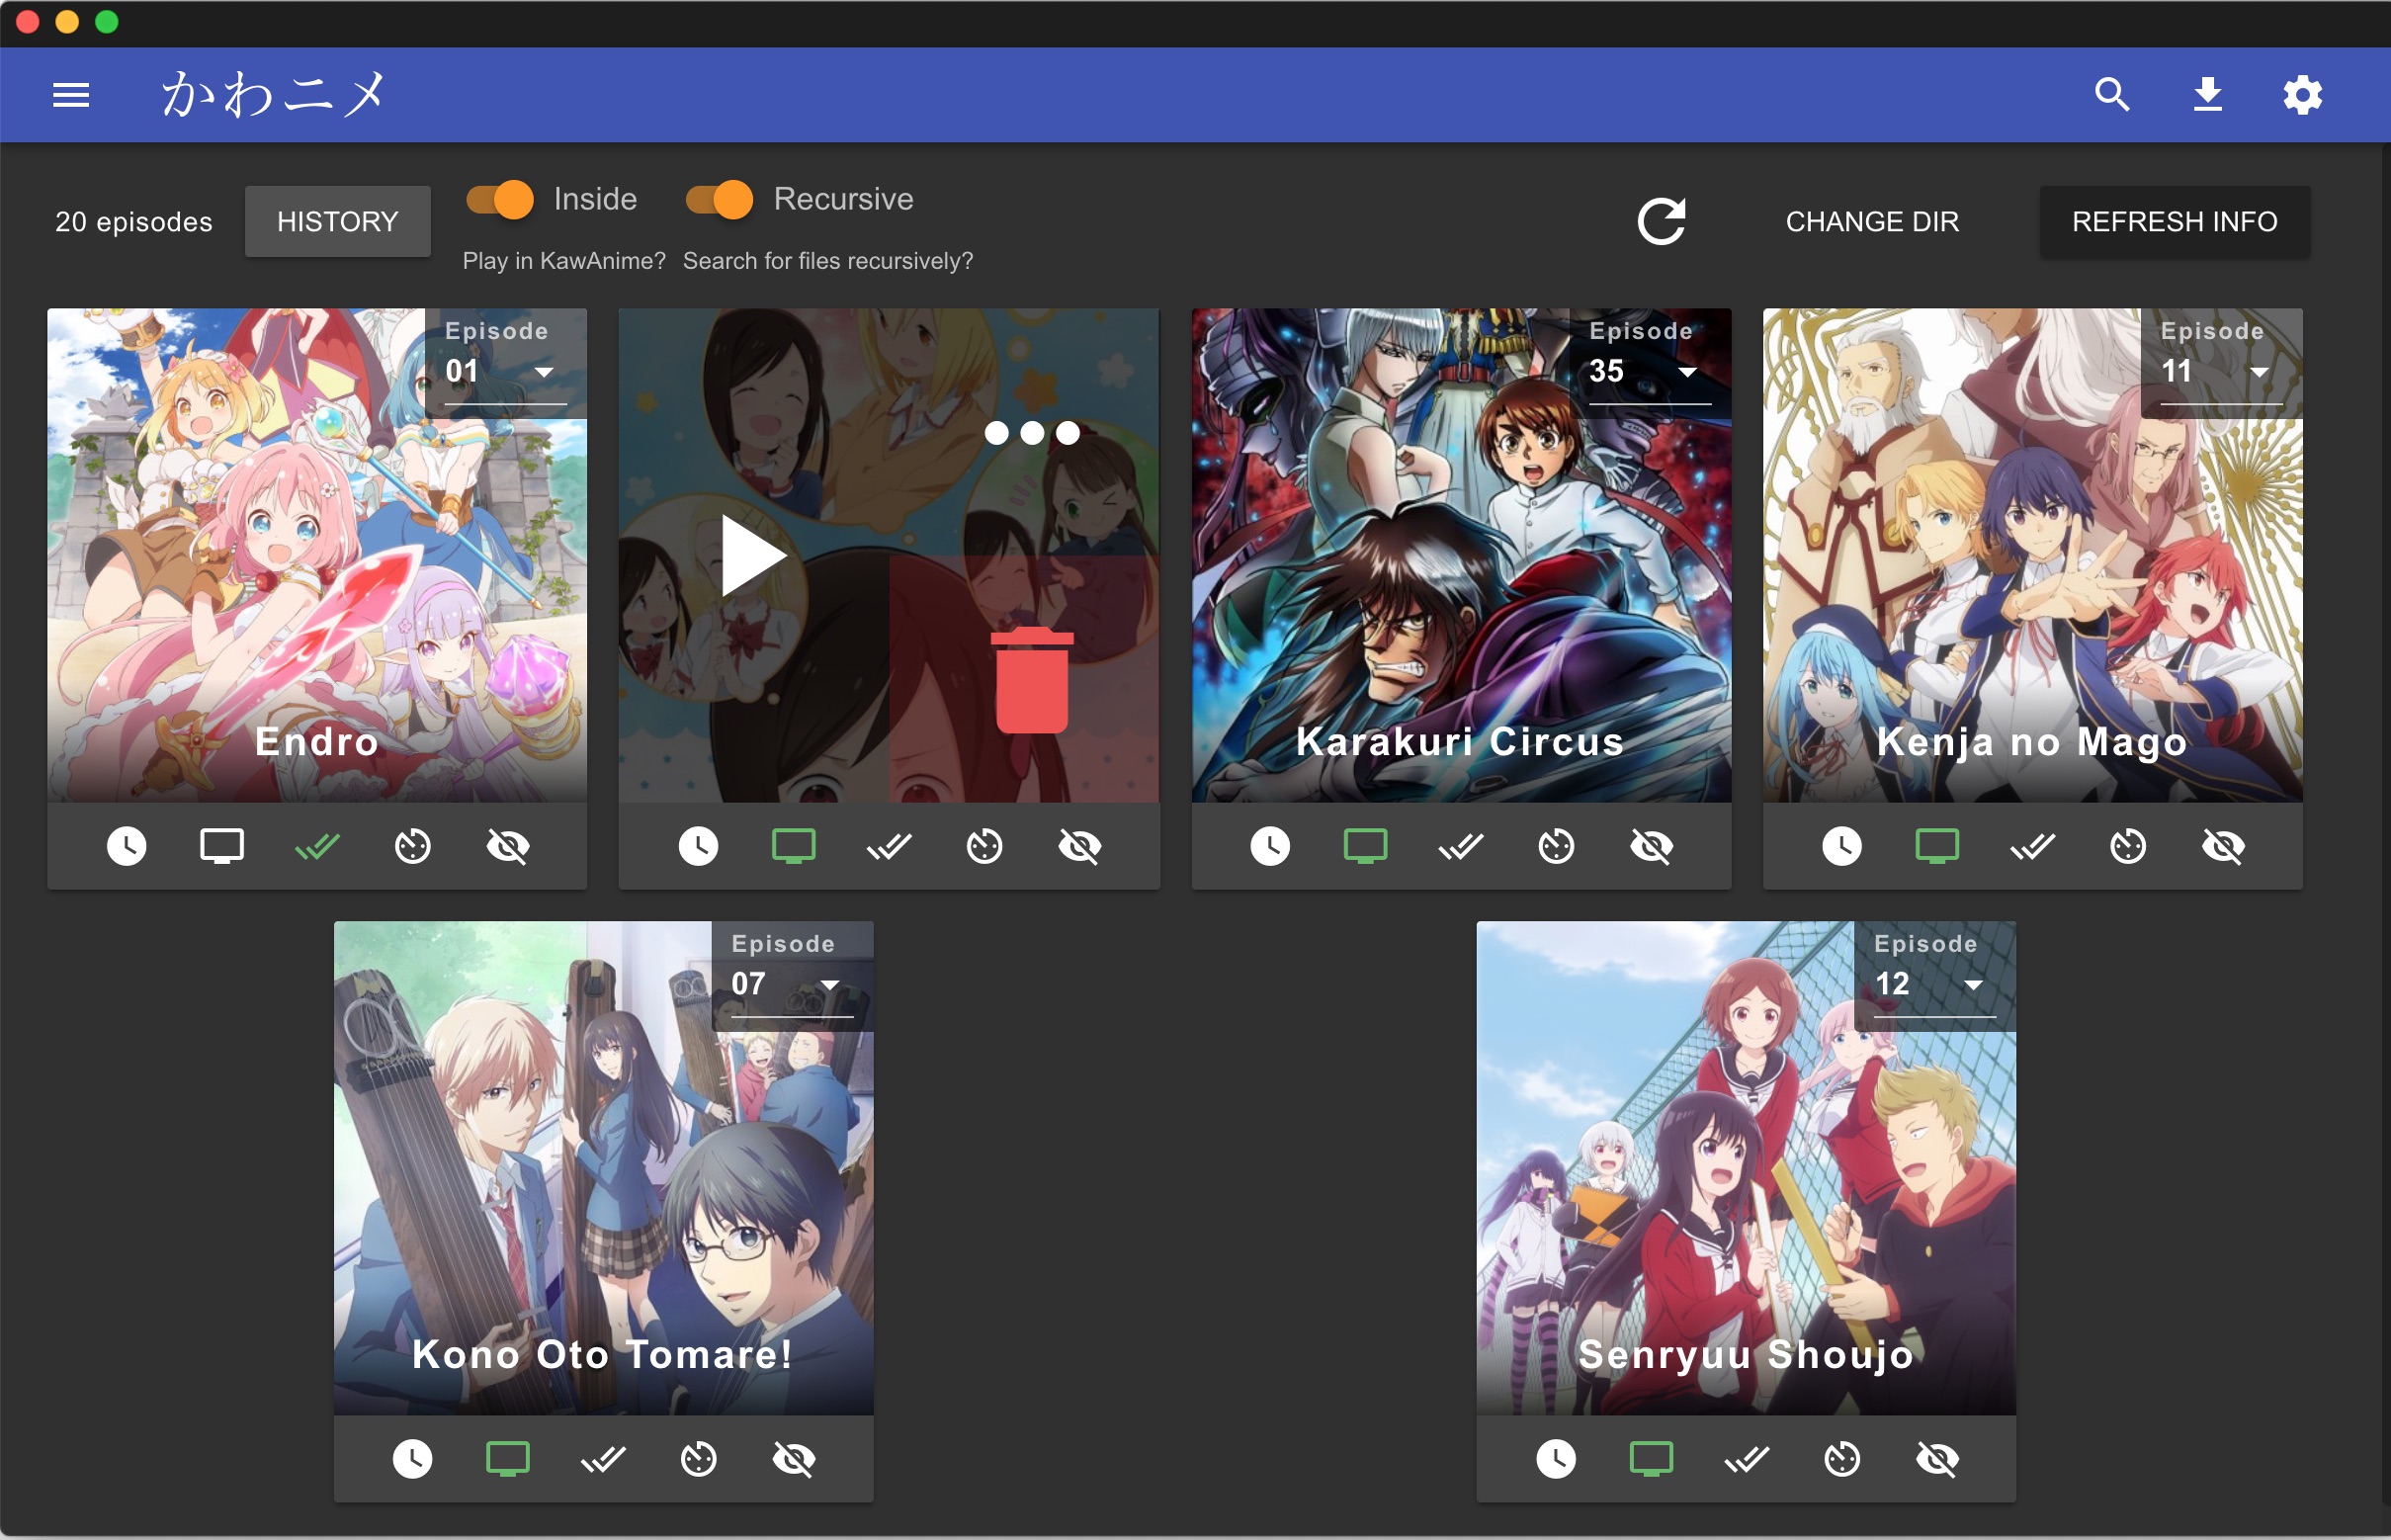 かわニメ
20 episodes
HISTORY
Inside
Recursive
Play in KawAnime?
Search for files recursively?
CHANGE DIR
REFRESH INFO
Episode
01
Endro
Episode
35
Karakuri Circus
Episode
11
Kenja no Mago
Episode
07
Kono Oto Tomare!
Episode
12
Senryuu Shoujo